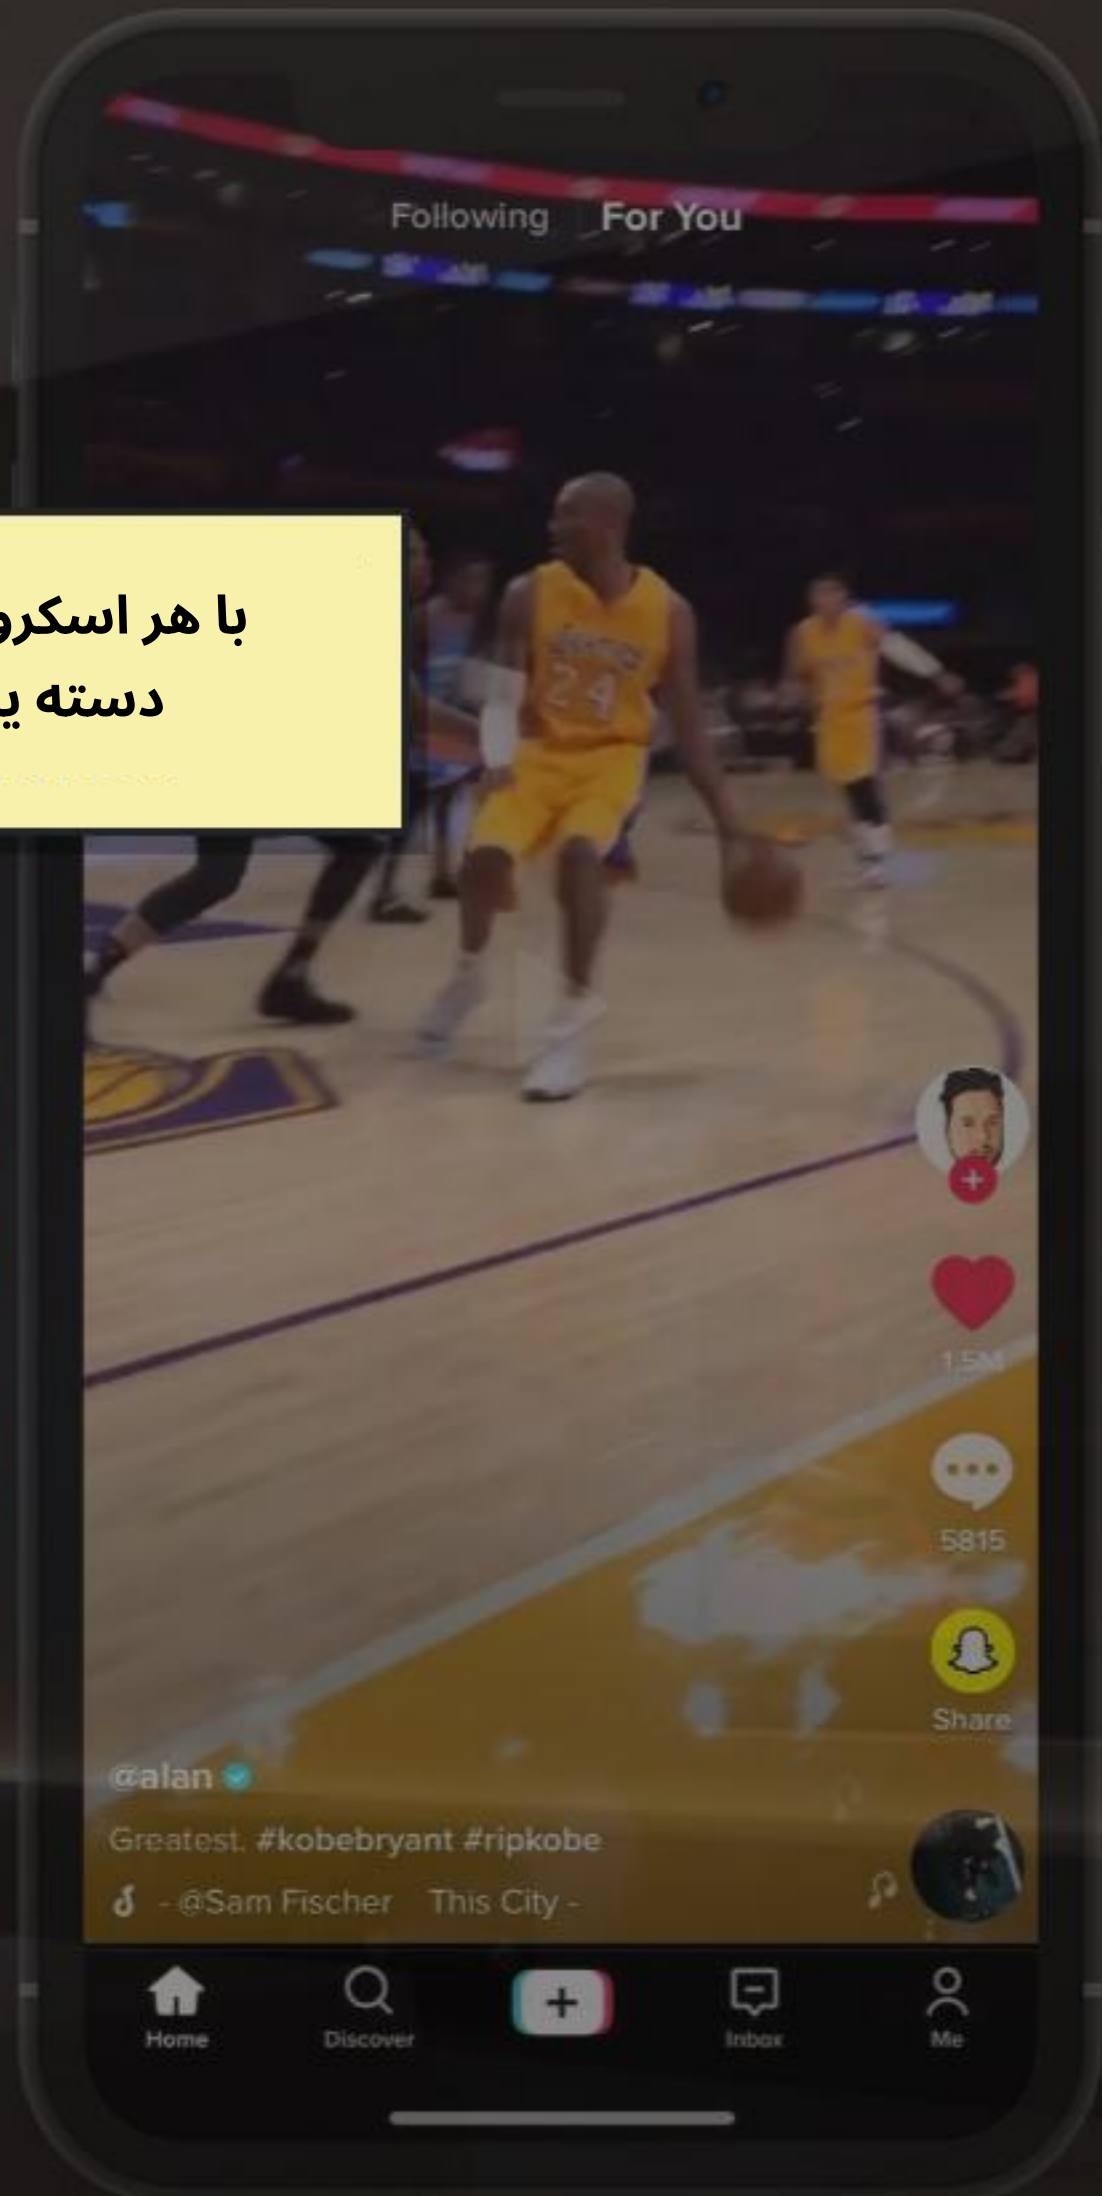 Following For You
با هر اسکرو
دسته ی
24
1.5M
5815
Share
@alan
Greatest. #kobebryant #ripkobe
- @Sam Fischer This City -
Home Discover Inbox Me